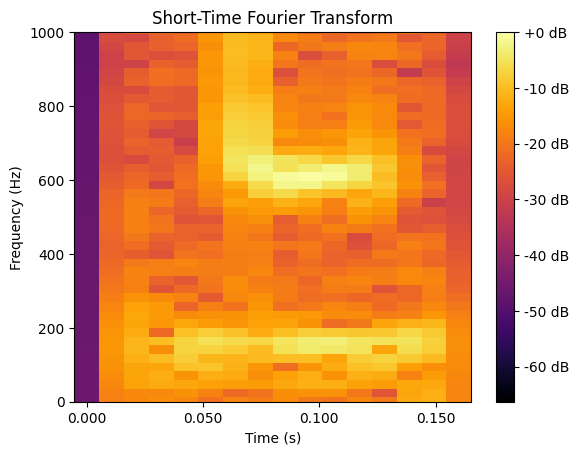 Short-Time Fourier Transform
Frequency (Hz)
1000
800
600
400
200
0
0.000
0.050
0.100
0.150
Time (s)
+0 dB
-10 dB
-20 dB
-30 dB
-40 dB
-50 dB
-60 dB